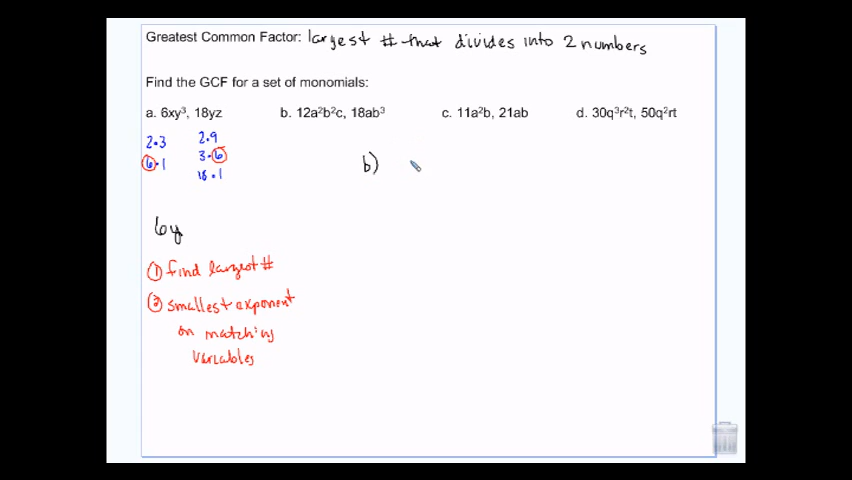 Greatest Common Factor: largest # that divides into 2 numbers
Find the GCF for a set of monomials:
a. 6xy³, 18yz b. 12a²b²c, 18ab³ c. 11a²b, 21ab d. 30q³r²t, 50q²rt
2·3 2·9
6·1 3·6
18·1
b)
6y
① find largest #
② smallest exponent
on matching
variables